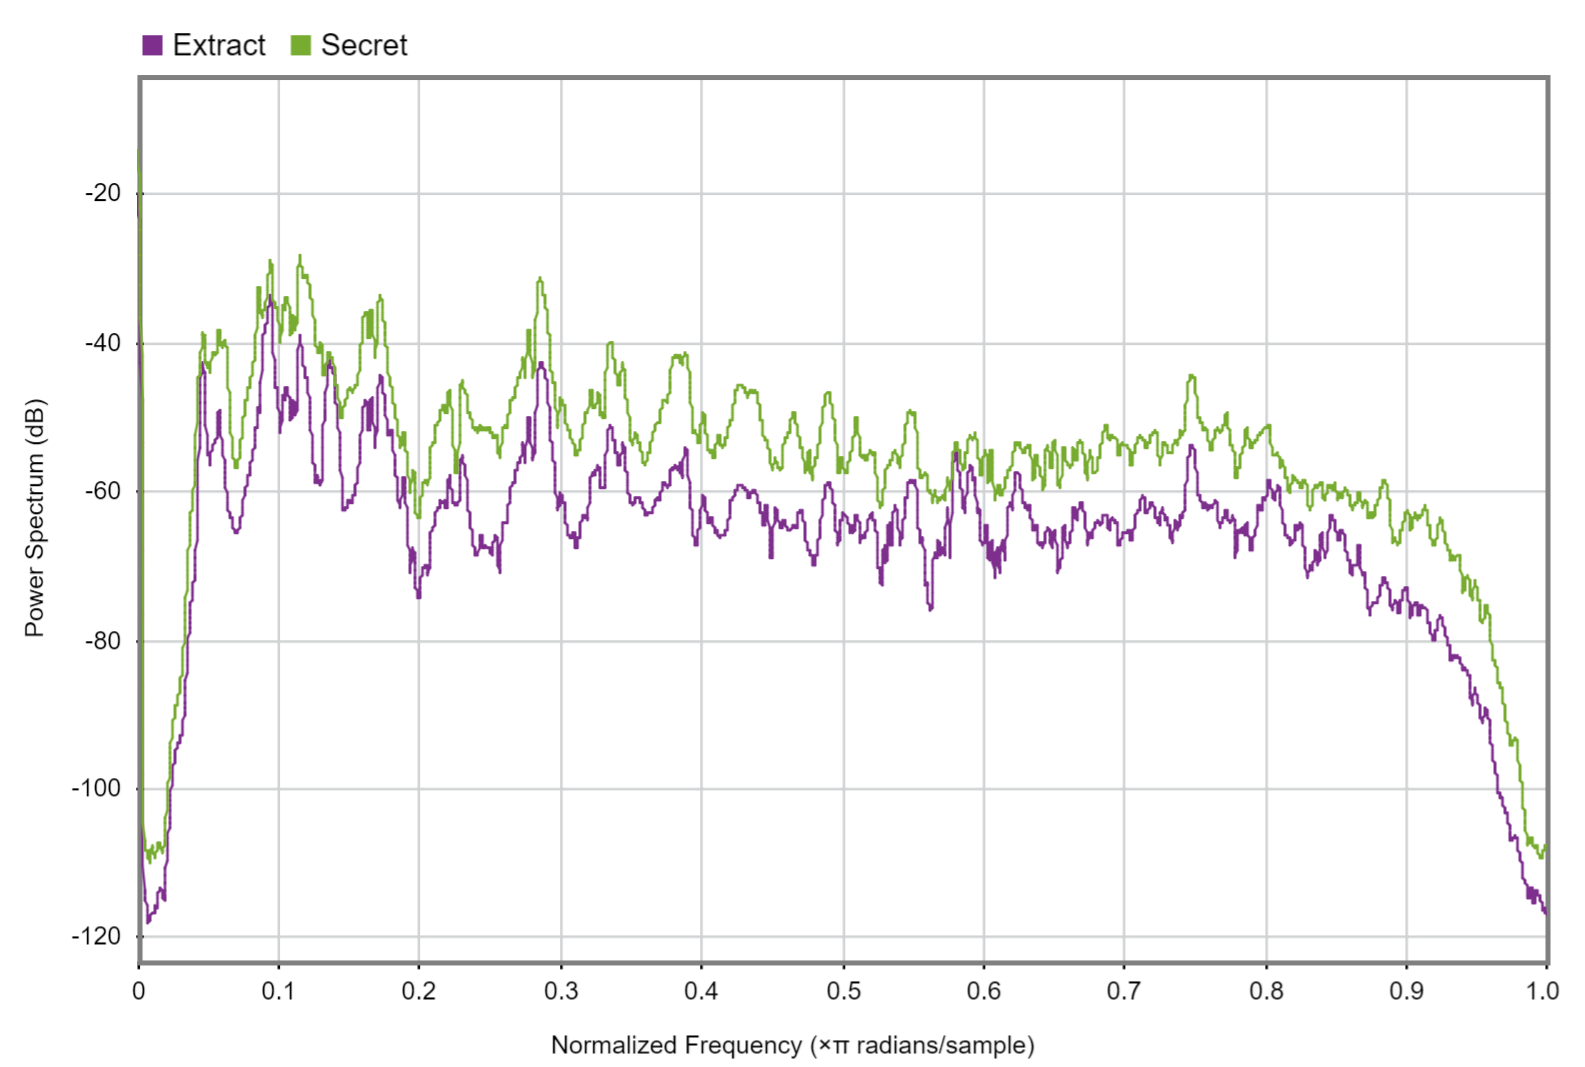 Extract Secret
-20
-40
-60
-80
-100
-120
Power Spectrum (dB)
0 0.1 0.2 0.3 0.4 0.5 0.6 0.7 0.8 0.9 1.0
Normalized Frequency (×π radians/sample)